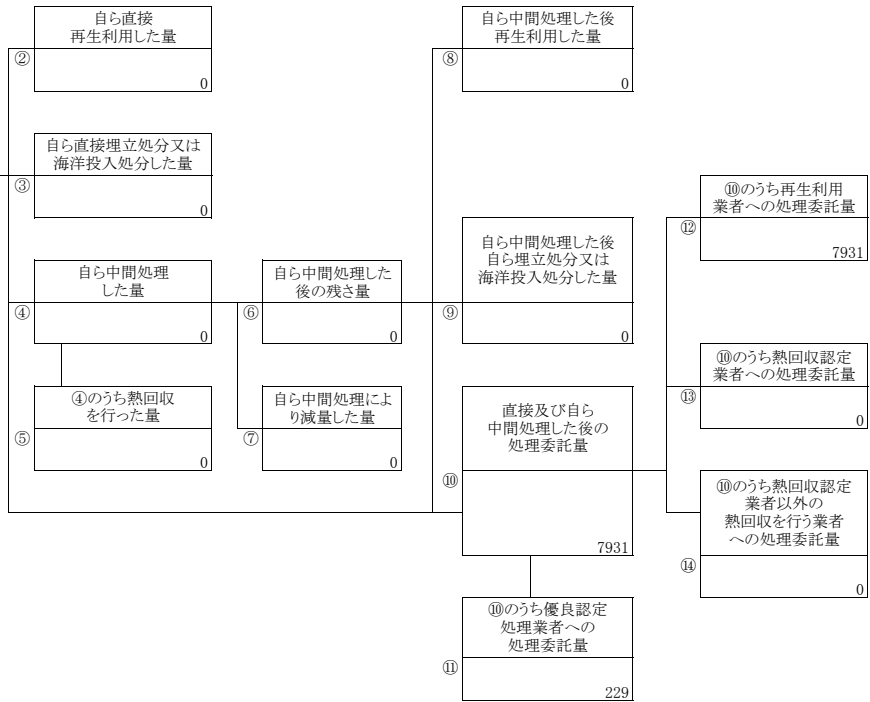 自ら直接
再生利用した量
②
0
自ら直接埋立処分又は
海洋投入処分した量
③
0
自ら中間処理
した量
④
0
④のうち熱回収
を行った量
⑤
0
自ら中間処理した
後の残さ量
⑥
0
自ら中間処理によ
り減量した量
⑦
0
自ら中間処理した後
再生利用した量
⑧
0
自ら中間処理した後
自ら埋立処分又は
海洋投入処分した量
⑨
0
直接及び自ら
中間処理した後の
処理委託量
⑩
7931
⑩のうち優良認定
処理業者への
処理委託量
⑪
229
⑩のうち再生利用
業者への処理委託量
⑫
7931
⑩のうち熱回収認定
業者への処理委託量
⑬
0
⑩のうち熱回収認定
業者以外の
熱回収を行う業者
への処理委託量
⑭
0